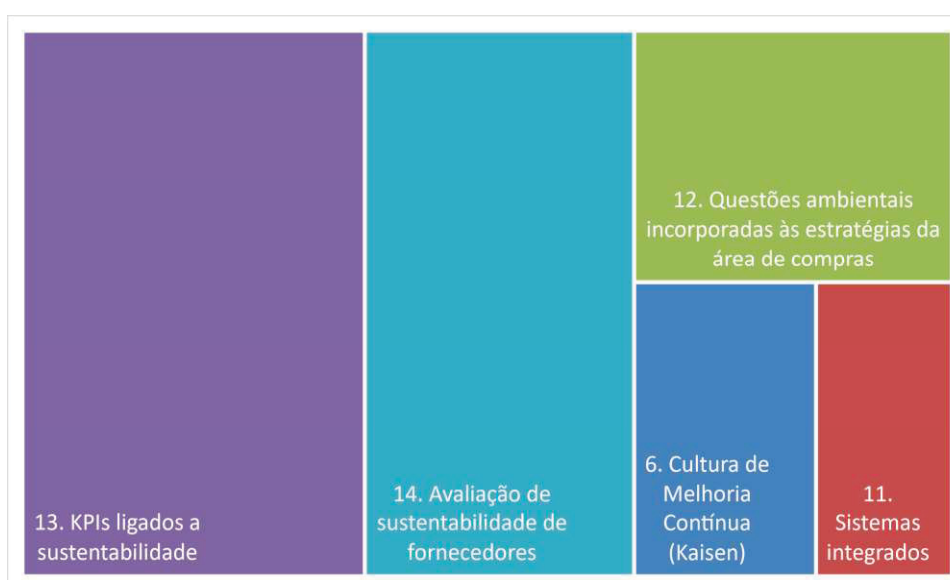 12. Questões ambientais
incorporadas às estratégias da
área de compras
6. Cultura de
Melhoria
Contínua
(Kaisen)
11.
Sistemas
integrados
14. Avaliação de
sustentabilidade de
fornecedores
13. KPIs ligados a
sustentabilidade